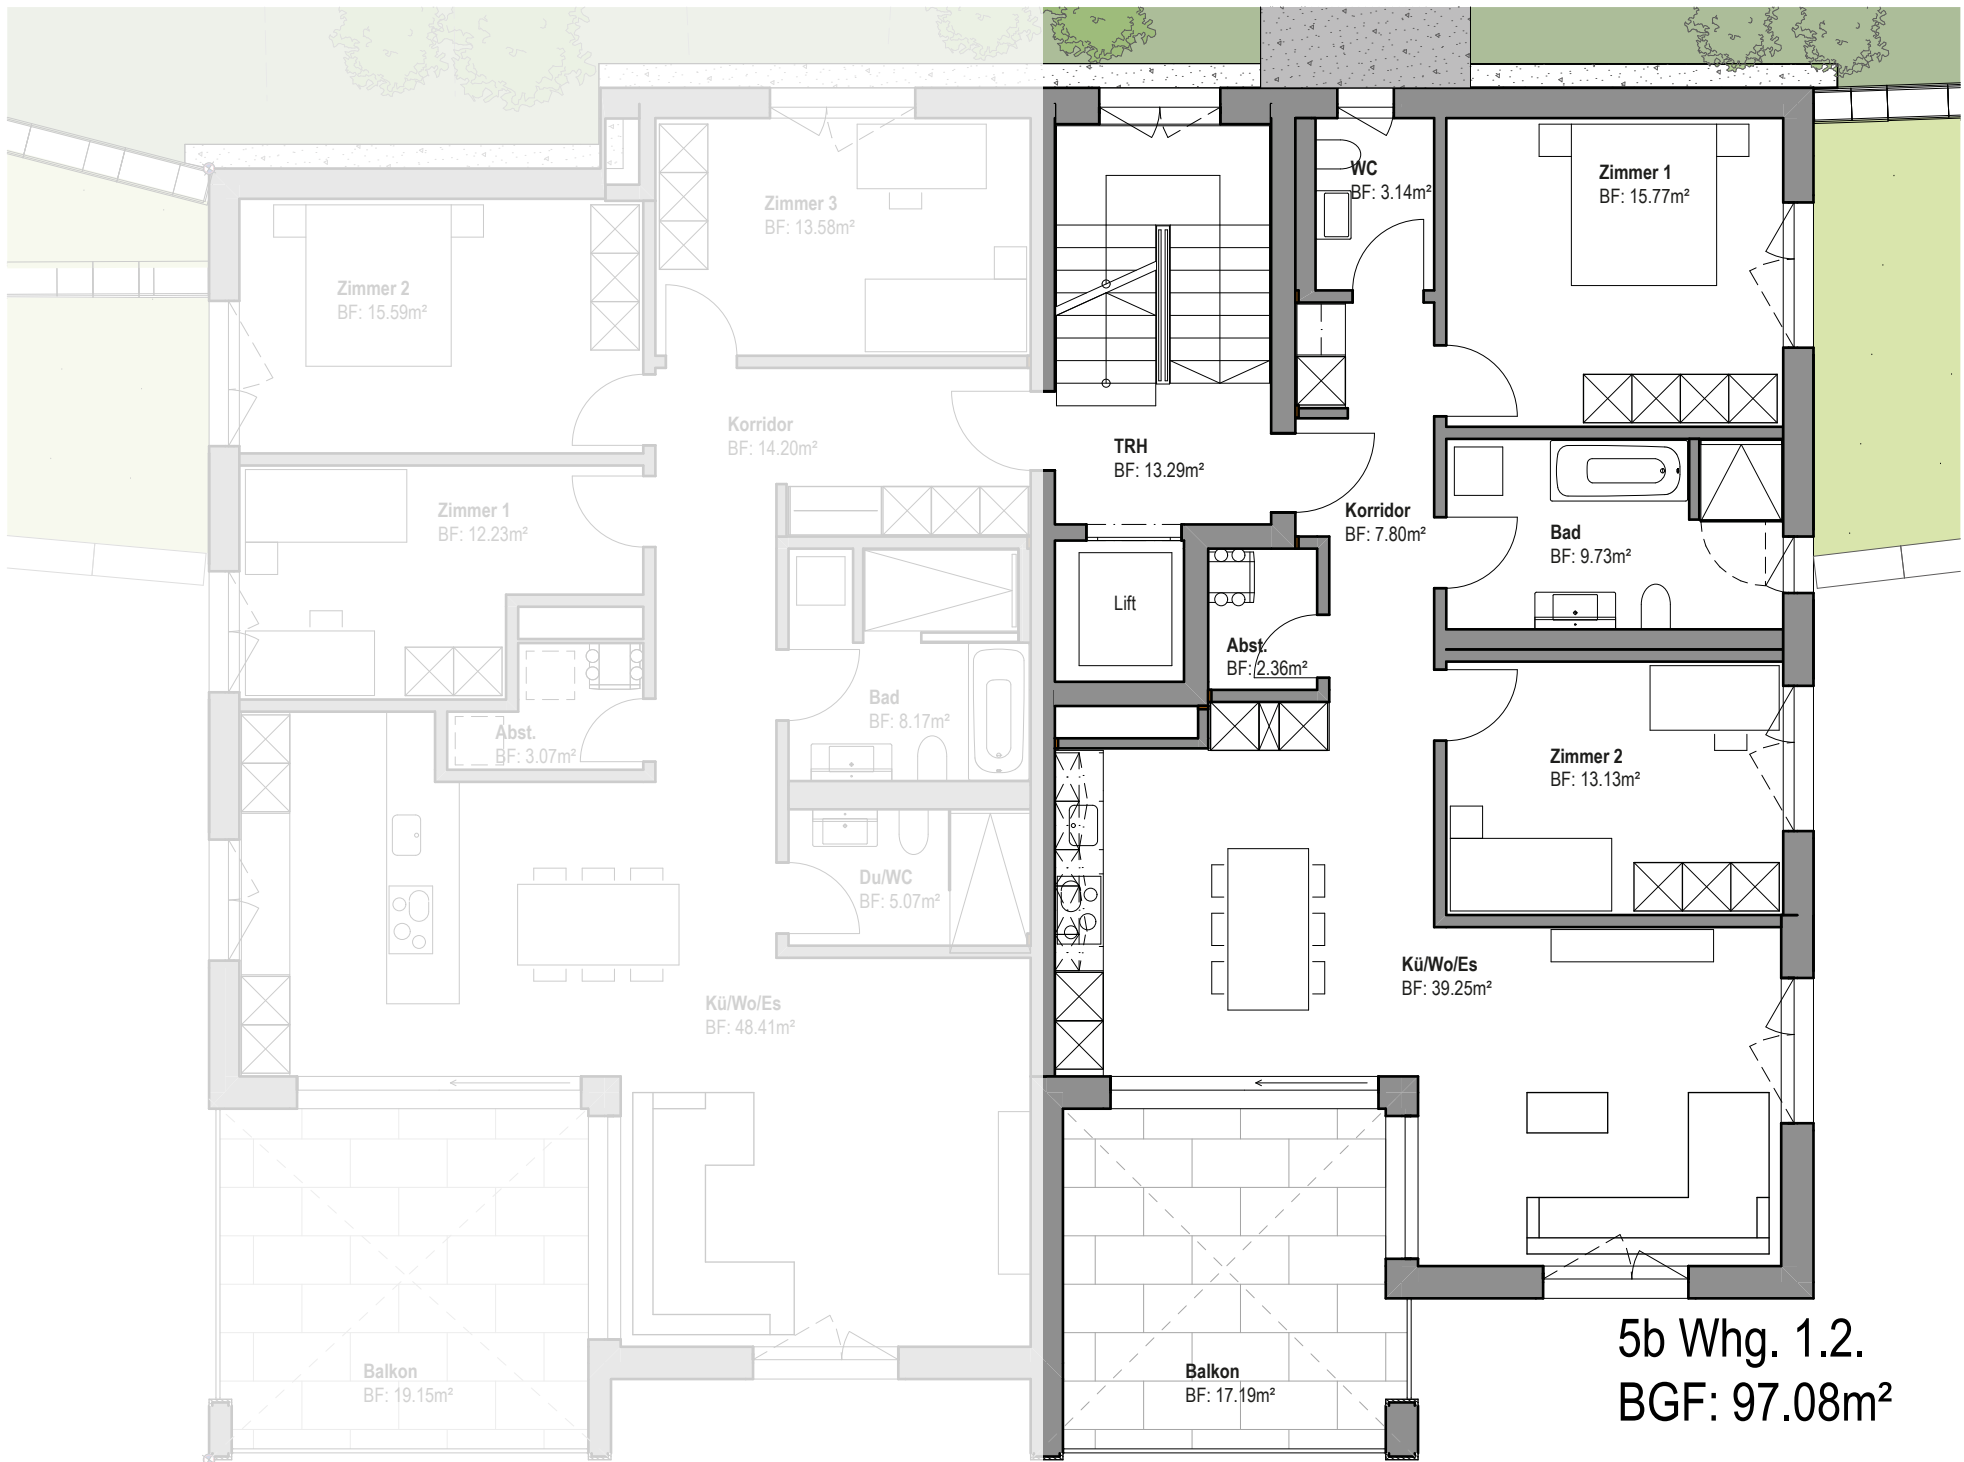 Zimmer 3
BF: 13.58m²
WC
BF: 3.14m²
Zimmer 1
BF: 15.77m²
Zimmer 2
BF: 15.59m²
Korridor
BF: 14.20m²
TRH
BF: 13.29m²
Zimmer 1
BF: 12.23m²
Korridor
BF: 7.80m²
Bad
BF: 9.73m²
Lift
Abst.
BF: 2.36m²
Bad
BF: 8.17m²
Abst.
BF: 3.07m²
Zimmer 2
BF: 13.13m²
Du/WC
BF: 5.07m²
Kü/Wo/Es
BF: 39.25m²
Kü/Wo/Es
BF: 48.41m²
Balkon
BF: 19.15m²
Balkon
BF: 17.19m²
5b Whg. 1.2.
BGF: 97.08m²